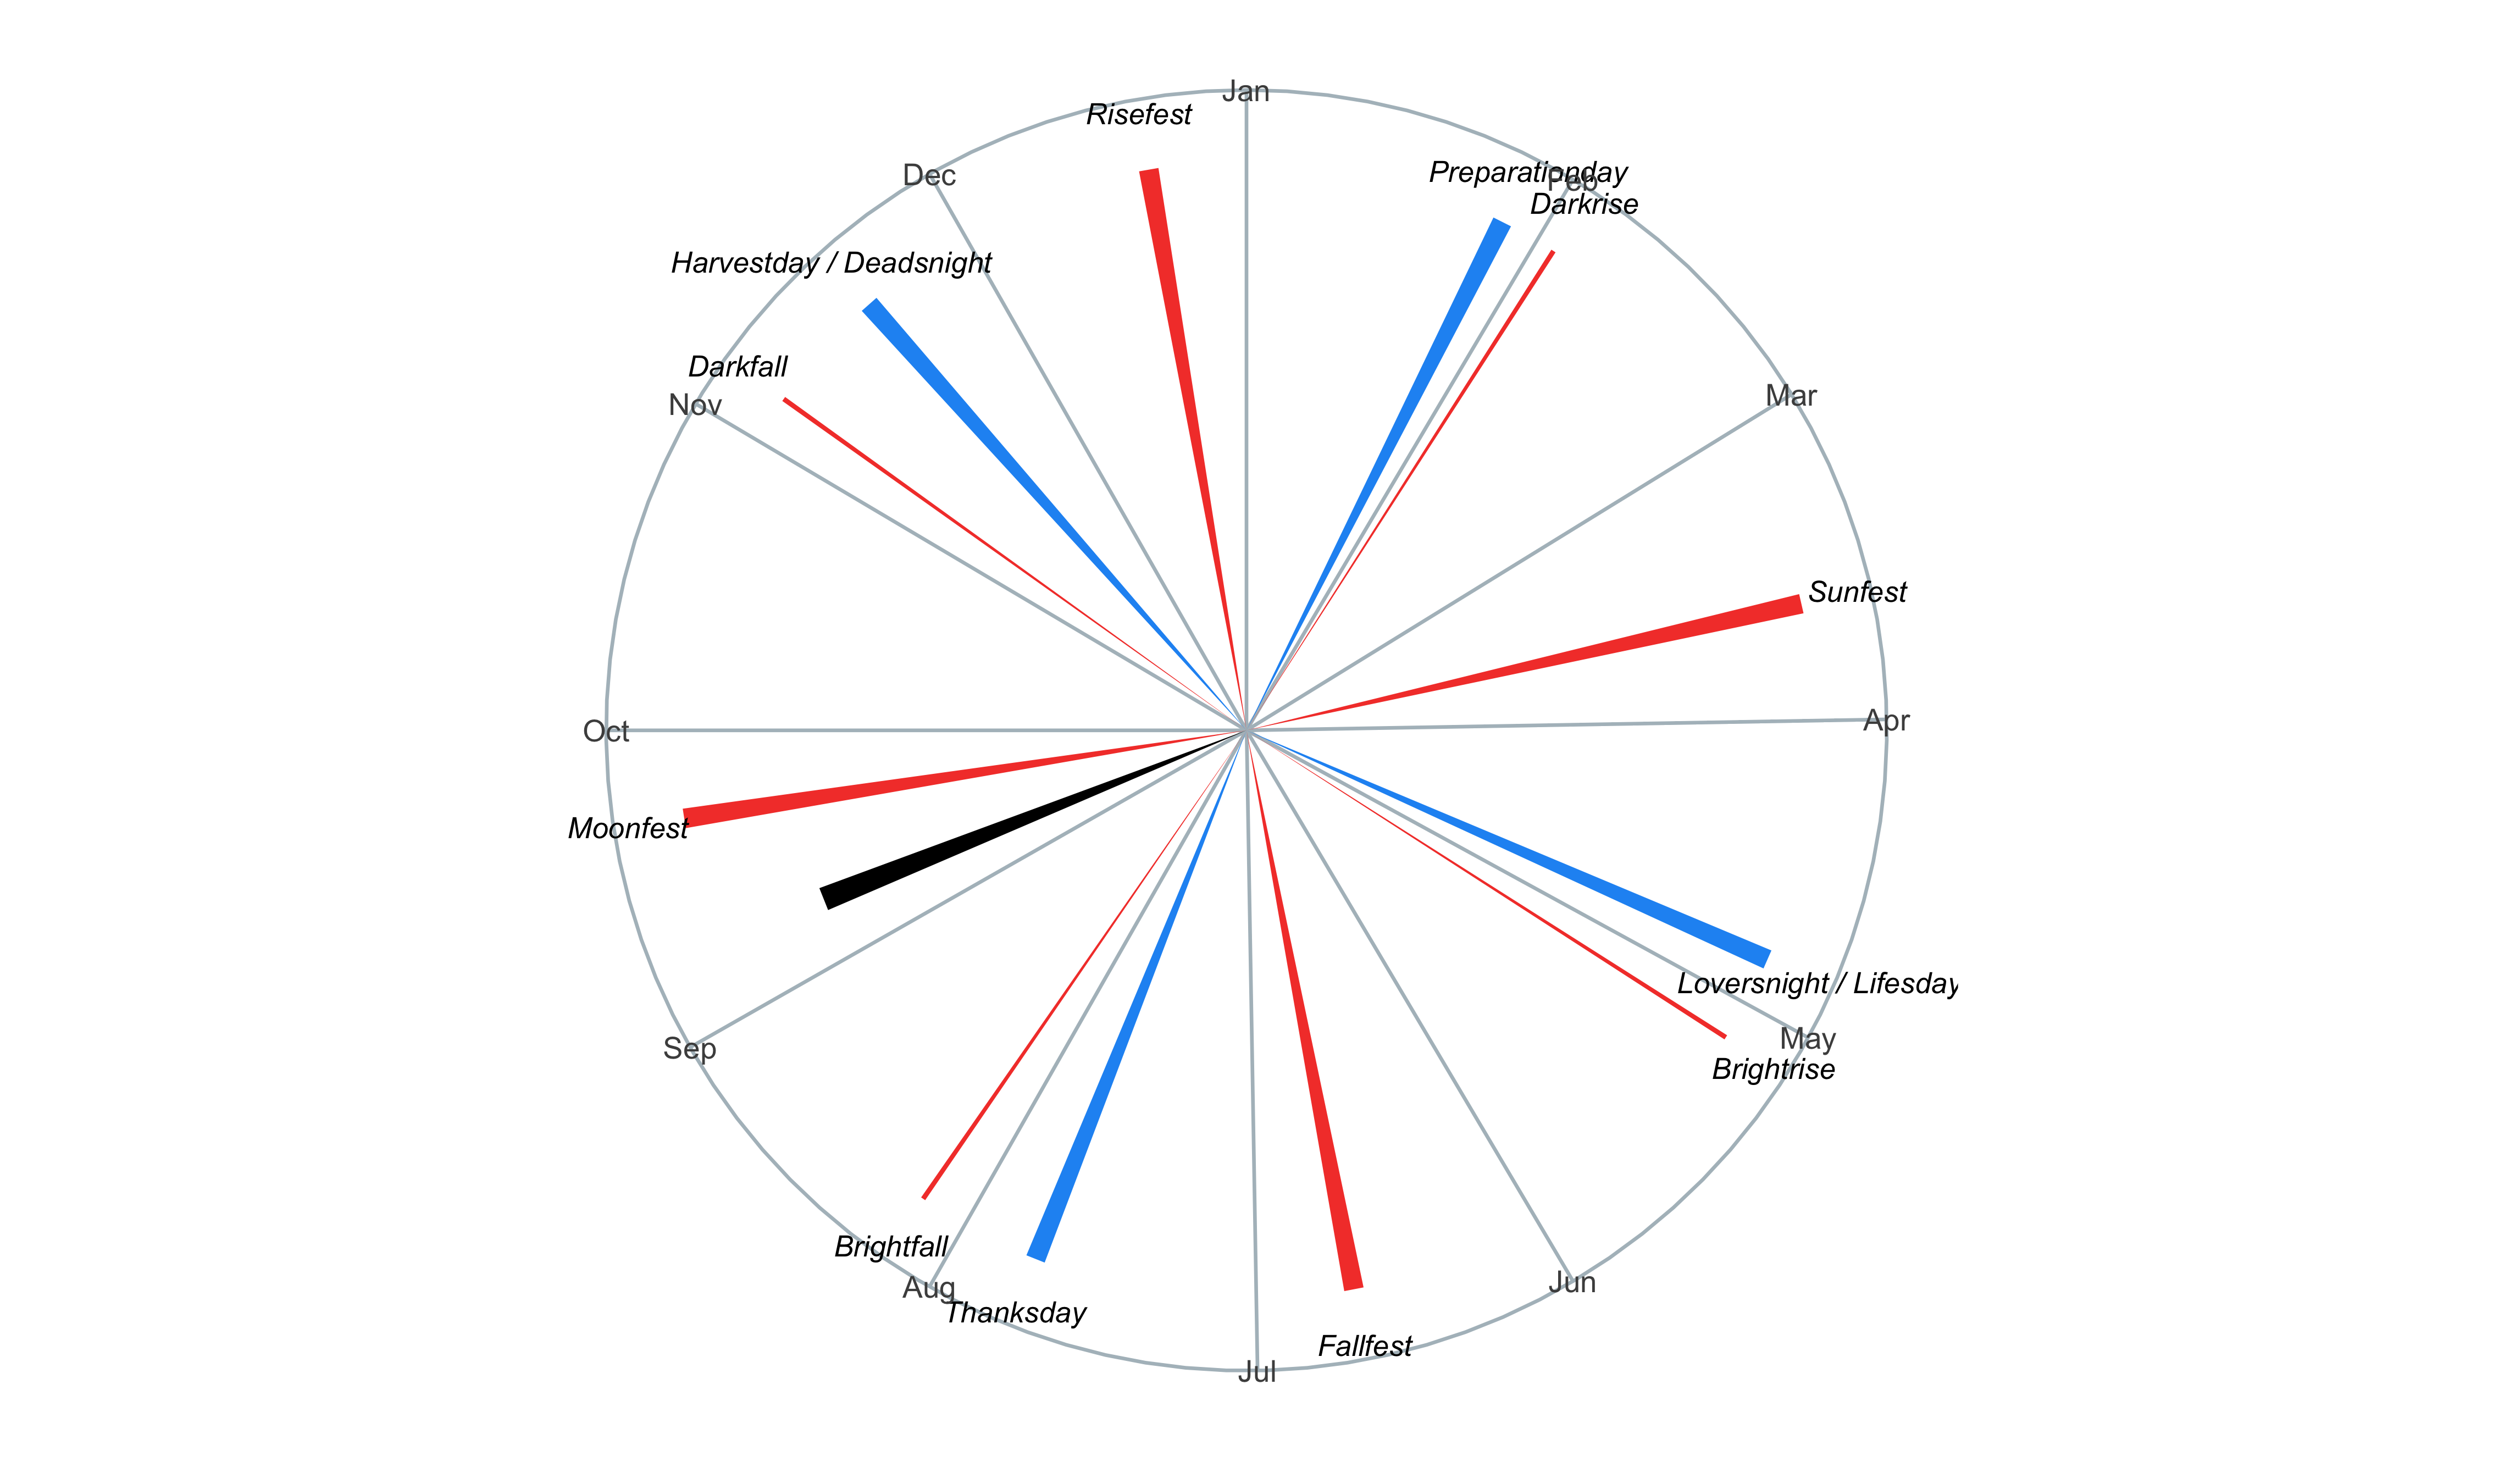 Jan
Risefest
Preparationday
Dec
Feb
Darkrise
Harvestday / Deadsnight
Darkfall
Mar
Nov
Sunfest
Oct
Apr
Moonfest
Loversnight / Lifesday
Sep
May
Brightrise
Brightfall
Aug
Jun
Thanksday
Fallfest
Jul